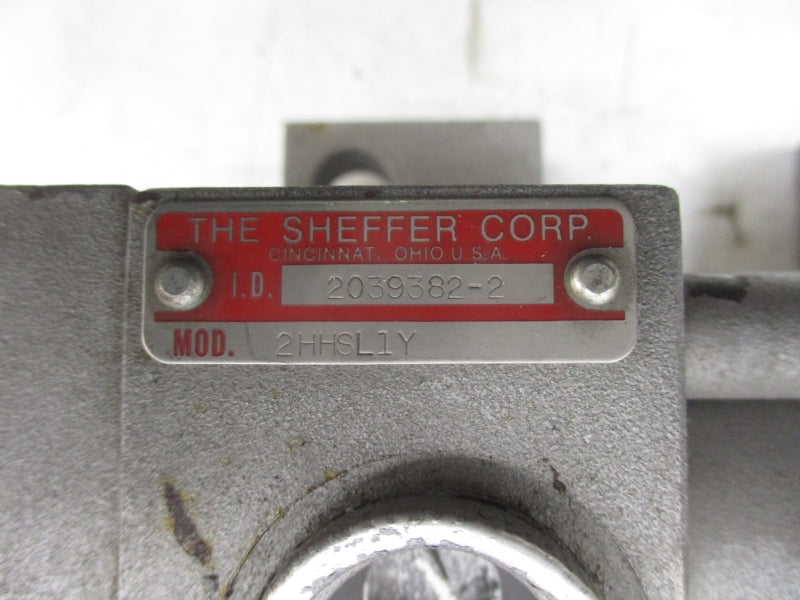 THE SHEFFER CORP.
CINCINNATI, OHIO U.S.A.
I.D. 2039382-2
MOD. 2HHSL1Y